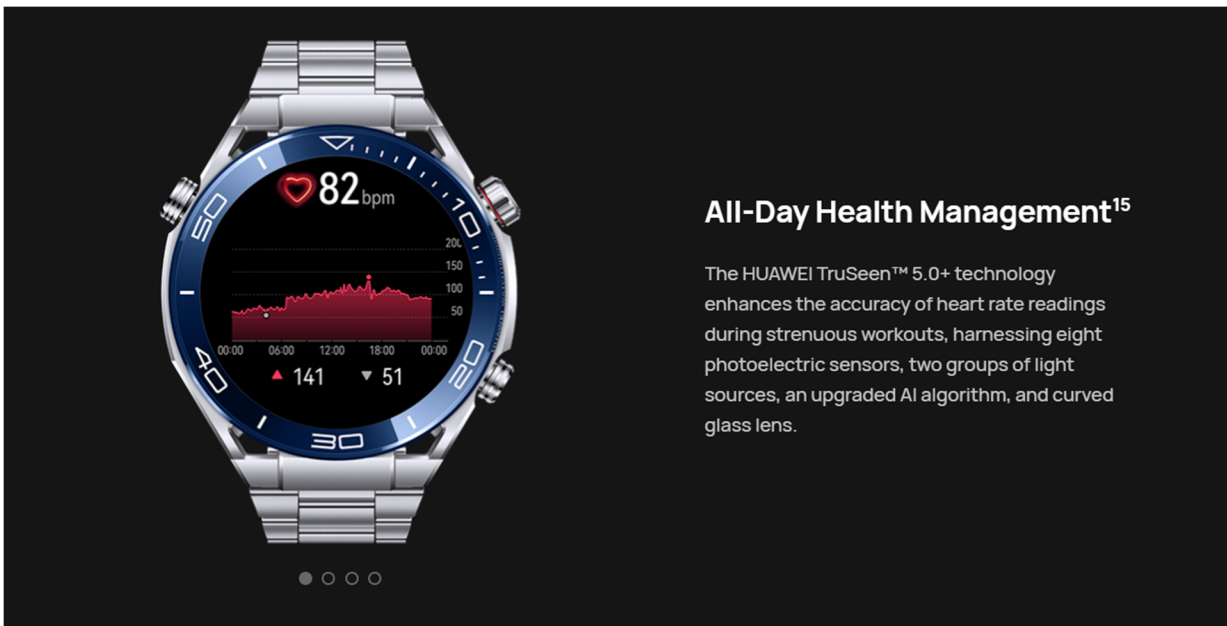 82 bpm
10
50
200
150
100
50
00:00 06:00 12:00 18:00 00:00
▲ 141 ▼ 51
40
20
30
All-Day Health Management15
The HUAWEI TruSeen™ 5.0+ technology
enhances the accuracy of heart rate readings
during strenuous workouts, harnessing eight
photoelectric sensors, two groups of light
sources, an upgraded AI algorithm, and curved
glass lens.